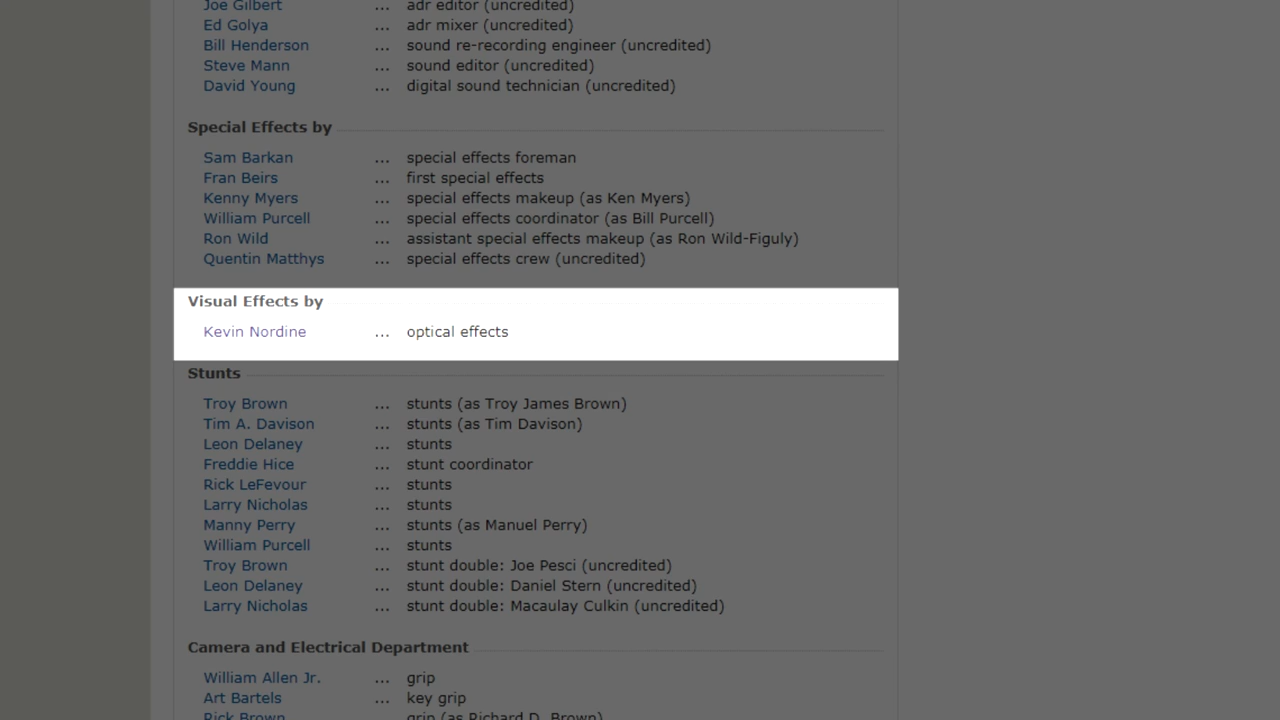 Joe Gilbert ... adr editor (uncredited)
Ed Golya ... adr mixer (uncredited)
Bill Henderson ... sound re-recording engineer (uncredited)
Steve Mann ... sound editor (uncredited)
David Young ... digital sound technician (uncredited)
Special Effects by
Sam Barkan ... special effects foreman
Fran Beirs ... first special effects
Kenny Myers ... special effects makeup (as Ken Myers)
William Purcell ... special effects coordinator (as Bill Purcell)
Ron Wild ... assistant special effects makeup (as Ron Wild-Figuly)
Quentin Matthys ... special effects crew (uncredited)
Visual Effects by
Kevin Nordine ... optical effects
Stunts
Troy Brown ... stunts (as Troy James Brown)
Tim A. Davison ... stunts (as Tim Davison)
Leon Delaney ... stunts
Freddie Hice ... stunt coordinator
Rick LeFevour ... stunts
Larry Nicholas ... stunts
Manny Perry ... stunts (as Manuel Perry)
William Purcell ... stunts
Troy Brown ... stunt double: Joe Pesci (uncredited)
Leon Delaney ... stunt double: Daniel Stern (uncredited)
Larry Nicholas ... stunt double: Macaulay Culkin (uncredited)
Camera and Electrical Department
William Allen Jr. ... grip
Art Bartels ... key grip
Rick Brown ... grip (as Richard D. Brown)